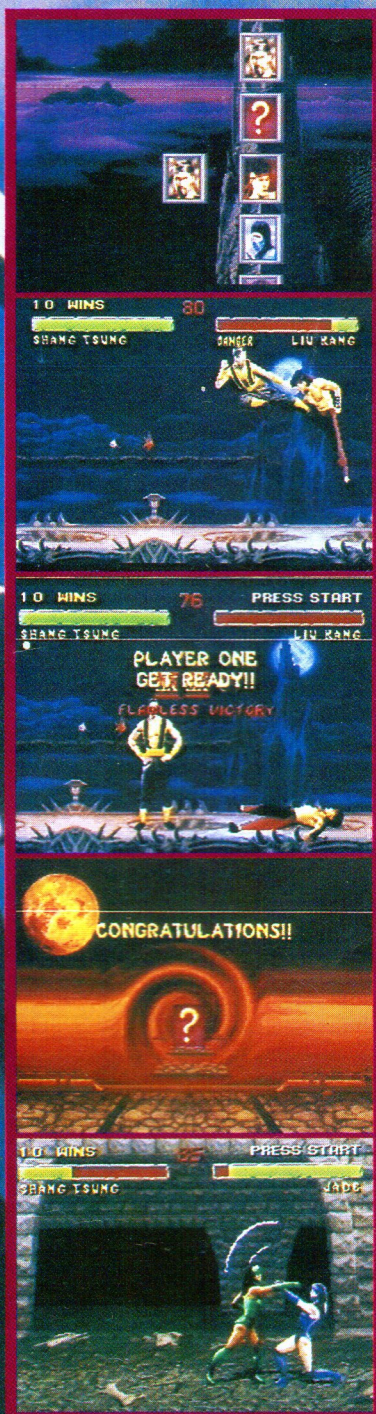 ?
10 WINS 80
SHANG TSUNG DANGER LIU KANG
10 WINS 76 PRESS START
SHANG TSUNG LIU KANG
PLAYER ONE
GET READY!!
FLAWLESS VICTORY
CONGRATULATIONS!!
?
10 WINS 85 PRESS START
SHANG TSUNG JADE